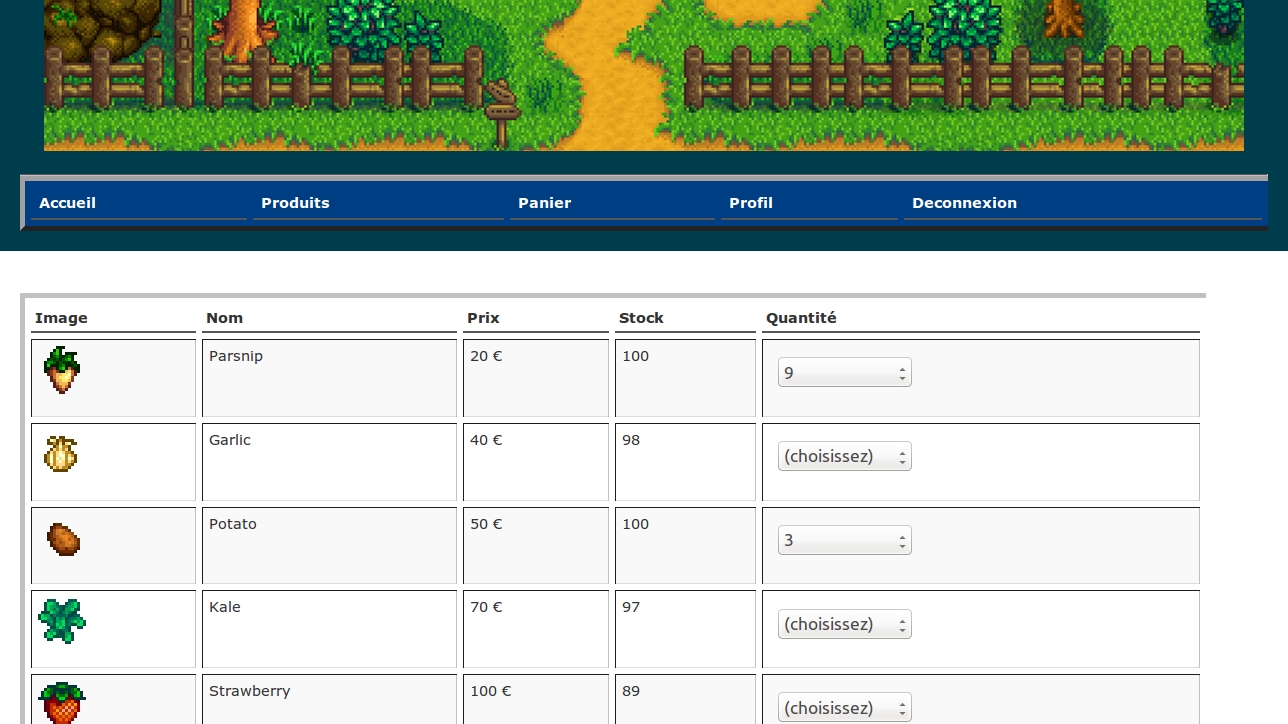 Accueil Produits Panier Profil Deconnexion
Image Nom Prix Stock Quantité
Parsnip 20 € 100 9
Garlic 40 € 98 (choisissez)
Potato 50 € 100 3
Kale 70 € 97 (choisissez)
Strawberry 100 € 89 (choisissez)